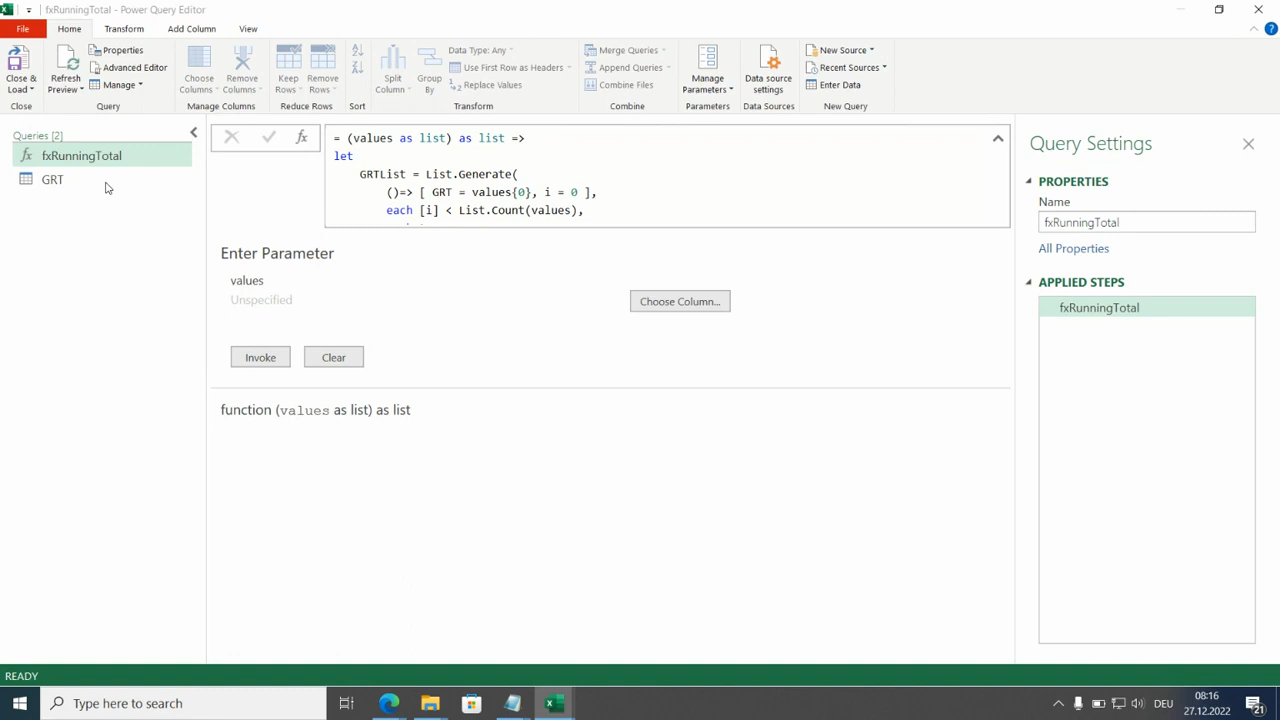 fxRunningTotal - Power Query Editor
File
Home
Transform
Add Column
View
Close &
Load
Close
Refresh
Preview
Properties
Advanced Editor
Manage
Query
Choose
Columns
Remove
Columns
Manage Columns
Keep
Rows
Remove
Rows
Reduce Rows
Sort
Split
Column
Group
By
Data Type: Any
Use First Row as Headers
Replace Values
Transform
Merge Queries
Append Queries
Combine Files
Combine
Manage
Parameters
Parameters
Data source
settings
Data Sources
New Source
Recent Sources
Enter Data
New Query
Queries [2]
fxRunningTotal
GRT
= (values as list) as list =>
let
GRTList = List.Generate(
()=> [ GRT = values{0}, i = 0 ],
each [i] < List.Count(values),
Enter Parameter
values
Unspecified
Choose Column...
Invoke
Clear
function (values as list) as list
Query Settings
PROPERTIES
Name
fxRunningTotal
All Properties
APPLIED STEPS
fxRunningTotal
READY
Type here to search
DEU
08:16
27.12.2022
21